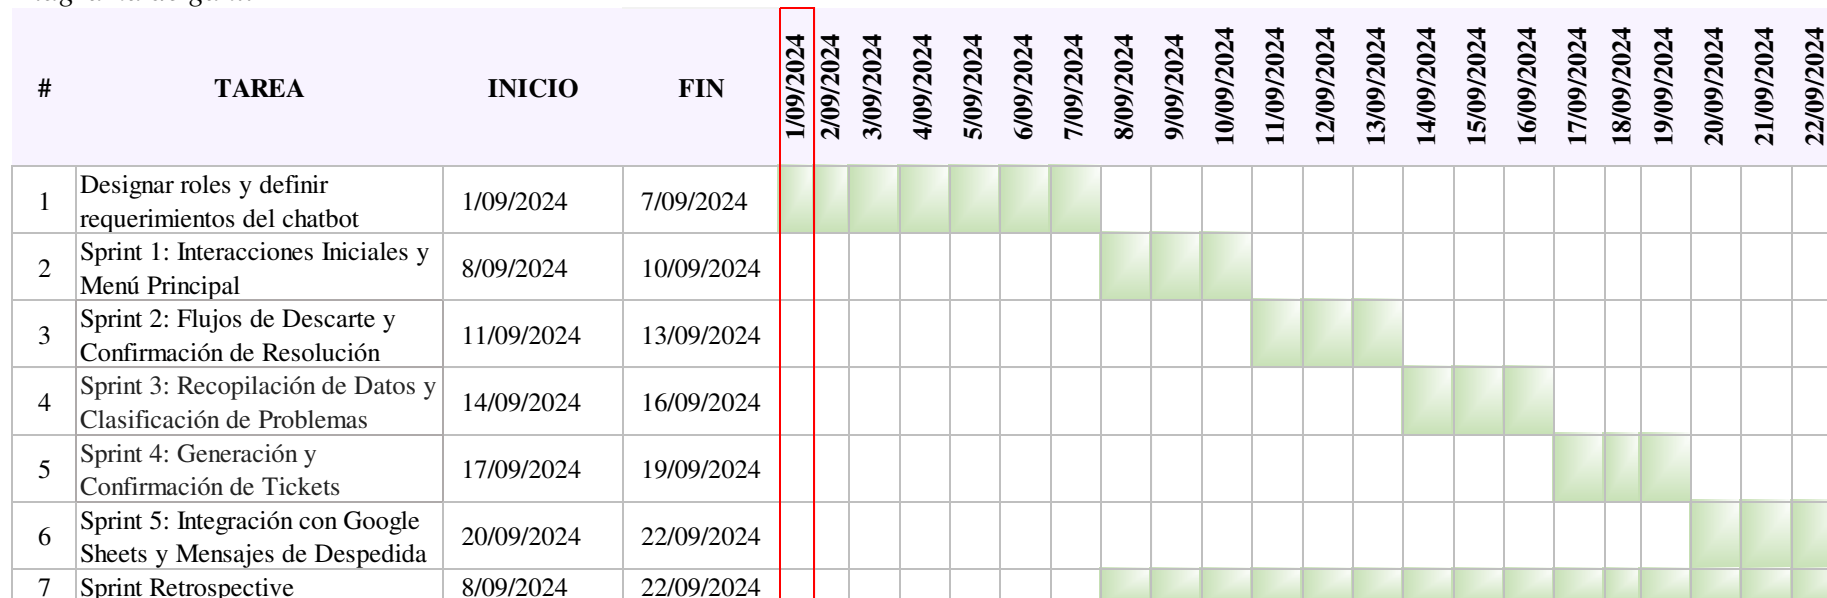 # TAREA INICIO FIN 1/09/2024 2/09/2024 3/09/2024 4/09/2024 5/09/2024 6/09/2024 7/09/2024 8/09/2024 9/09/2024 10/09/2024 11/09/2024 12/09/2024 13/09/2024 14/09/2024 15/09/2024 16/09/2024 17/09/2024 18/09/2024 19/09/2024 20/09/2024 21/09/2024 22/09/2024
1 Designar roles y definir
requerimientos del chatbot 1/09/2024 7/09/2024
2 Sprint 1: Interacciones Iniciales y
Menú Principal 8/09/2024 10/09/2024
3 Sprint 2: Flujos de Descarte y
Confirmación de Resolución 11/09/2024 13/09/2024
4 Sprint 3: Recopilación de Datos y
Clasificación de Problemas 14/09/2024 16/09/2024
5 Sprint 4: Generación y
Confirmación de Tickets 17/09/2024 19/09/2024
6 Sprint 5: Integración con Google
Sheets y Mensajes de Despedida 20/09/2024 22/09/2024
7 Sprint Retrospective 8/09/2024 22/09/2024